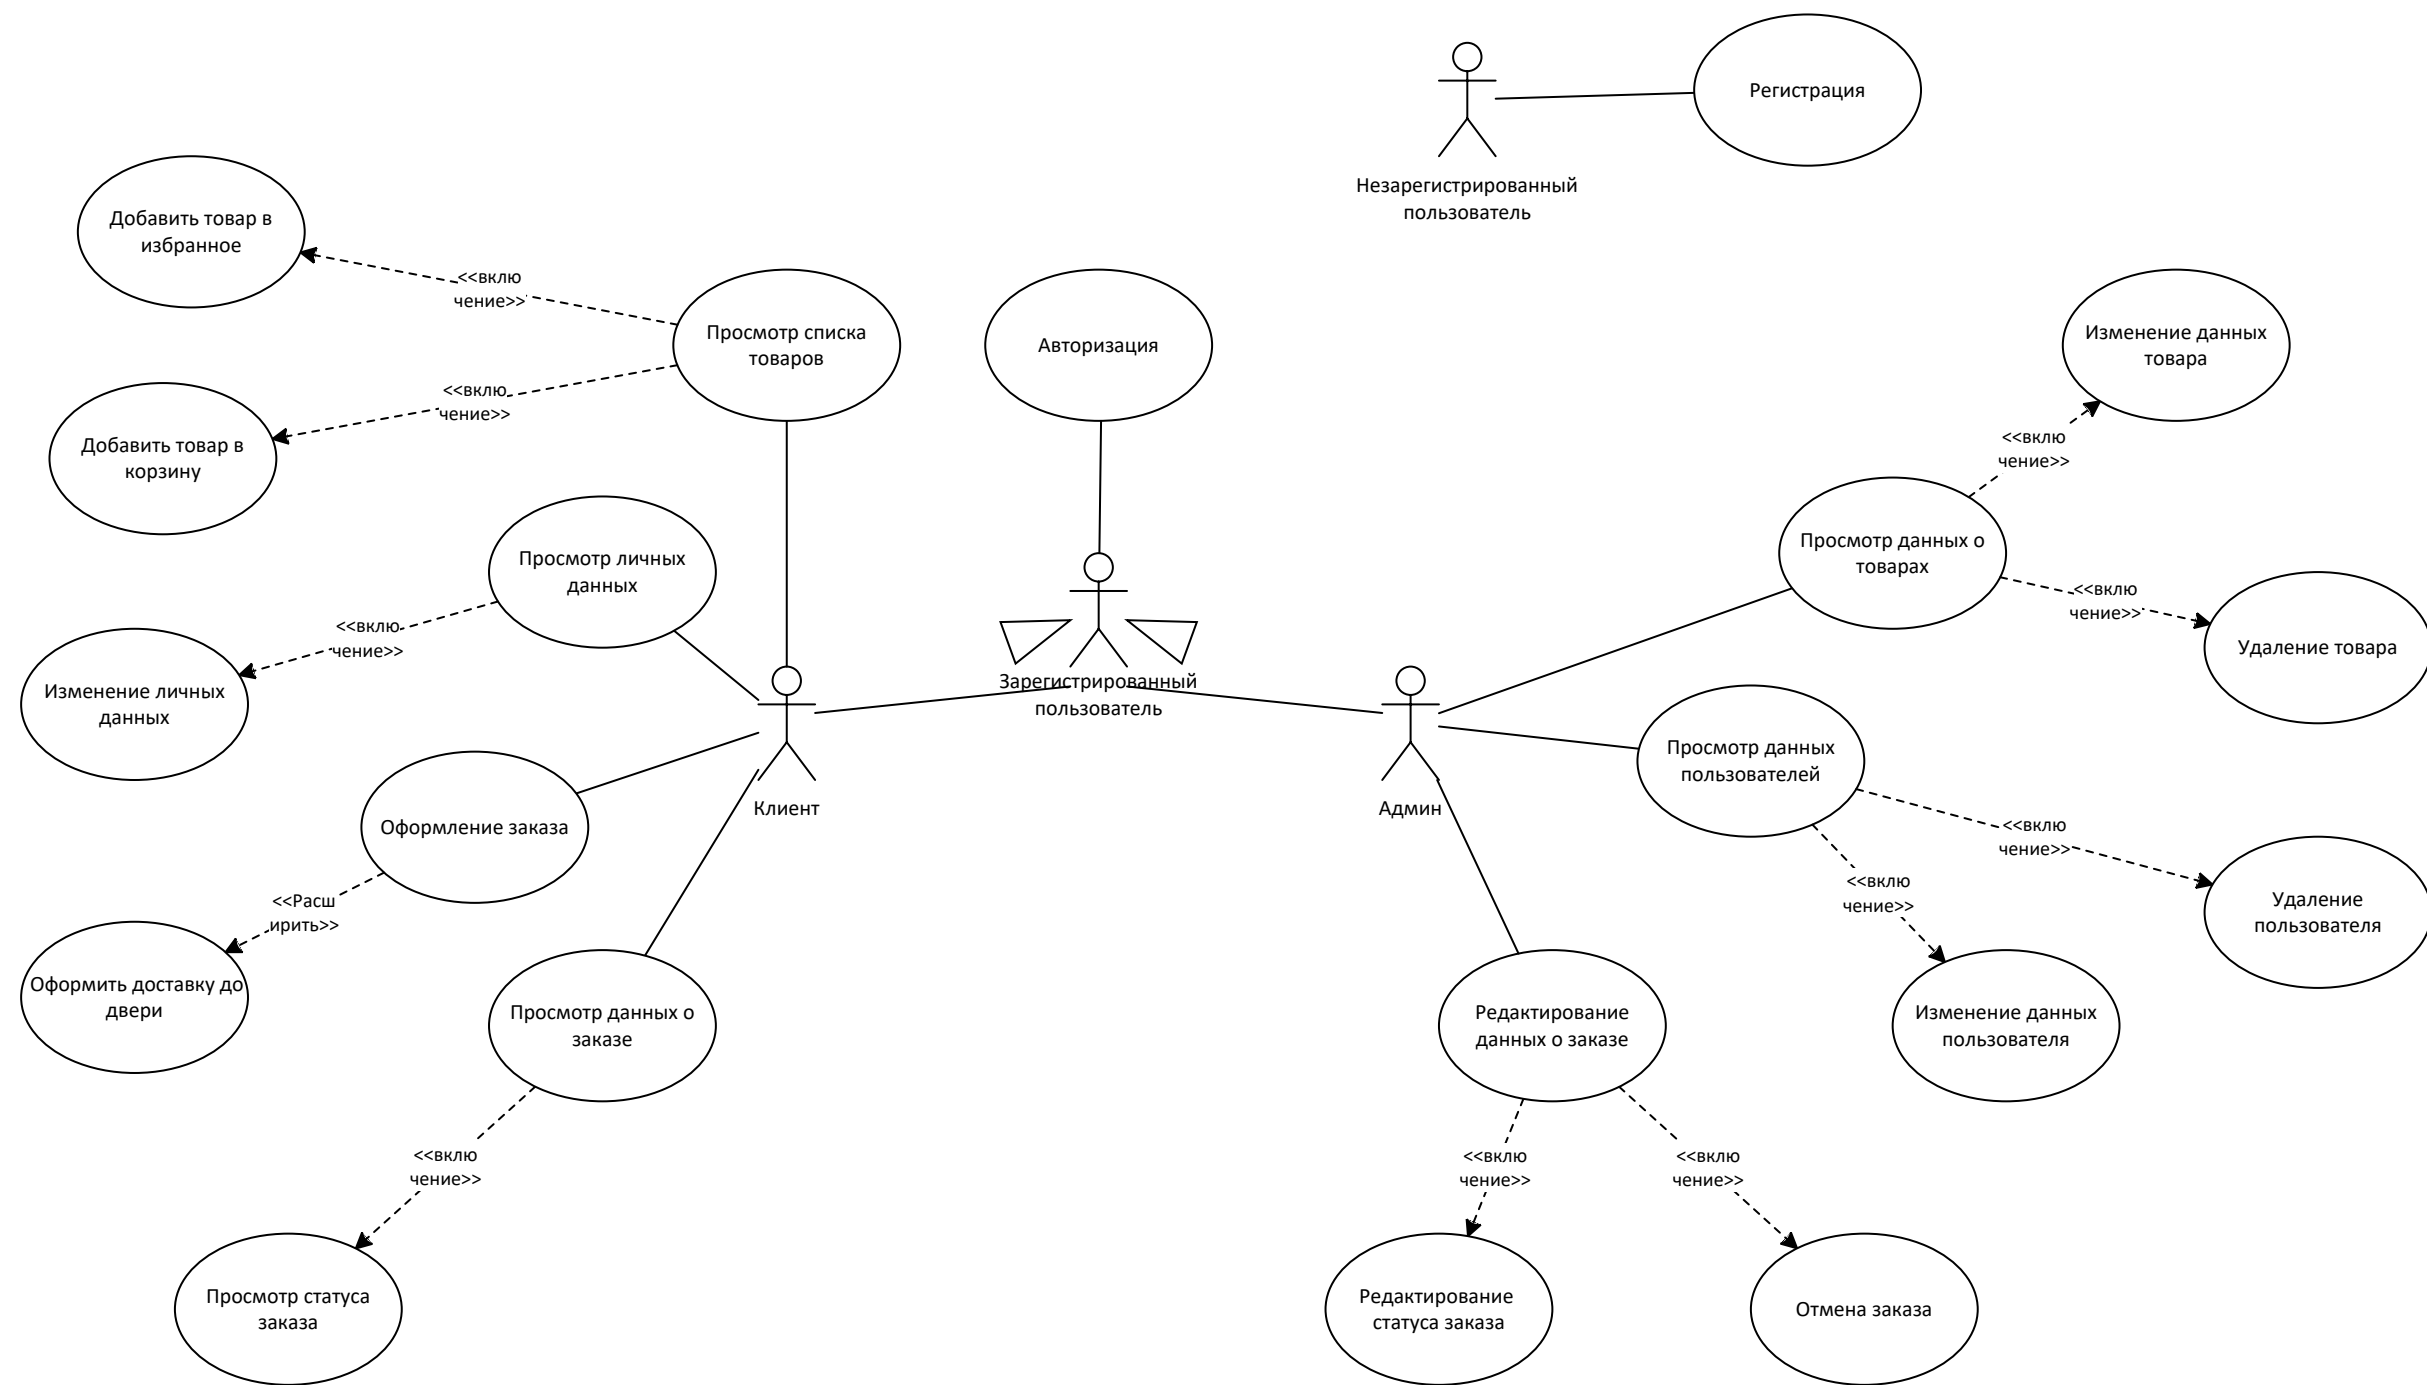 Регистрация
Незарегистрированный
пользователь
Добавить товар в
избранное
<<вклю
чение>>
Просмотр списка
товаров
Авторизация
Изменение данных
товара
<<вклю
чение>>
Добавить товар в
корзину
<<вклю
чение>>
Просмотр личных
данных
Просмотр данных о
товарах
<<вклю
чение>>
<<вклю
чение>>
Удаление товара
Изменение личных
данных
Зарегистрированный
пользователь
Просмотр данных
пользователей
Клиент
Админ
Оформление заказа
<<вклю
чение>>
<<вклю
чение>>
<<Расш
ирить>>
Удаление
пользователя
Оформить доставку до
двери
Просмотр данных о
заказе
Редактирование
данных о заказе
Изменение данных
пользователя
<<вклю
чение>>
<<вклю
чение>>
<<вклю
чение>>
Просмотр статуса
заказа
Редактирование
статуса заказа
Отмена заказа